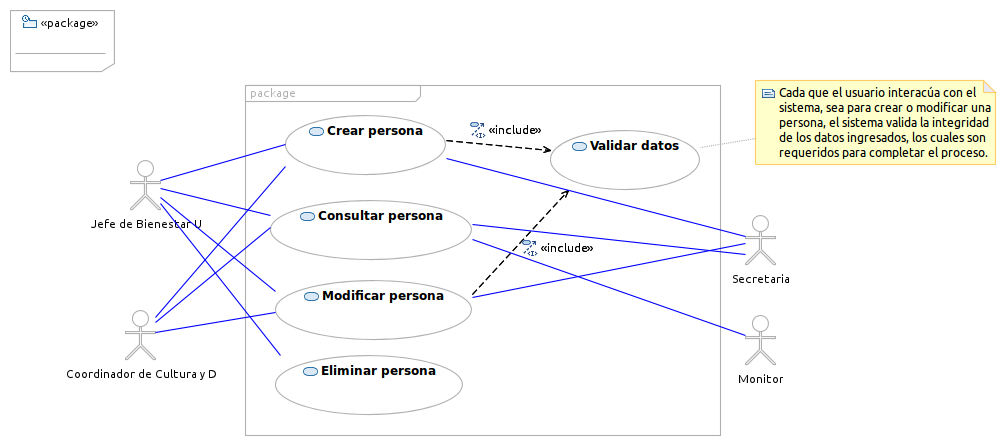 «package»
package
Cada que el usuario interacúa con el
sistema, sea para crear o modificar una
persona, el sistema valida la integridad
de los datos ingresados, los cuales son
requeridos para completar el proceso.
Crear persona
«include»
Validar datos
Consultar persona
Jefe de Bienestar U
«include»
Secretaria
Modificar persona
Eliminar persona
Coordinador de Cultura y D
Monitor